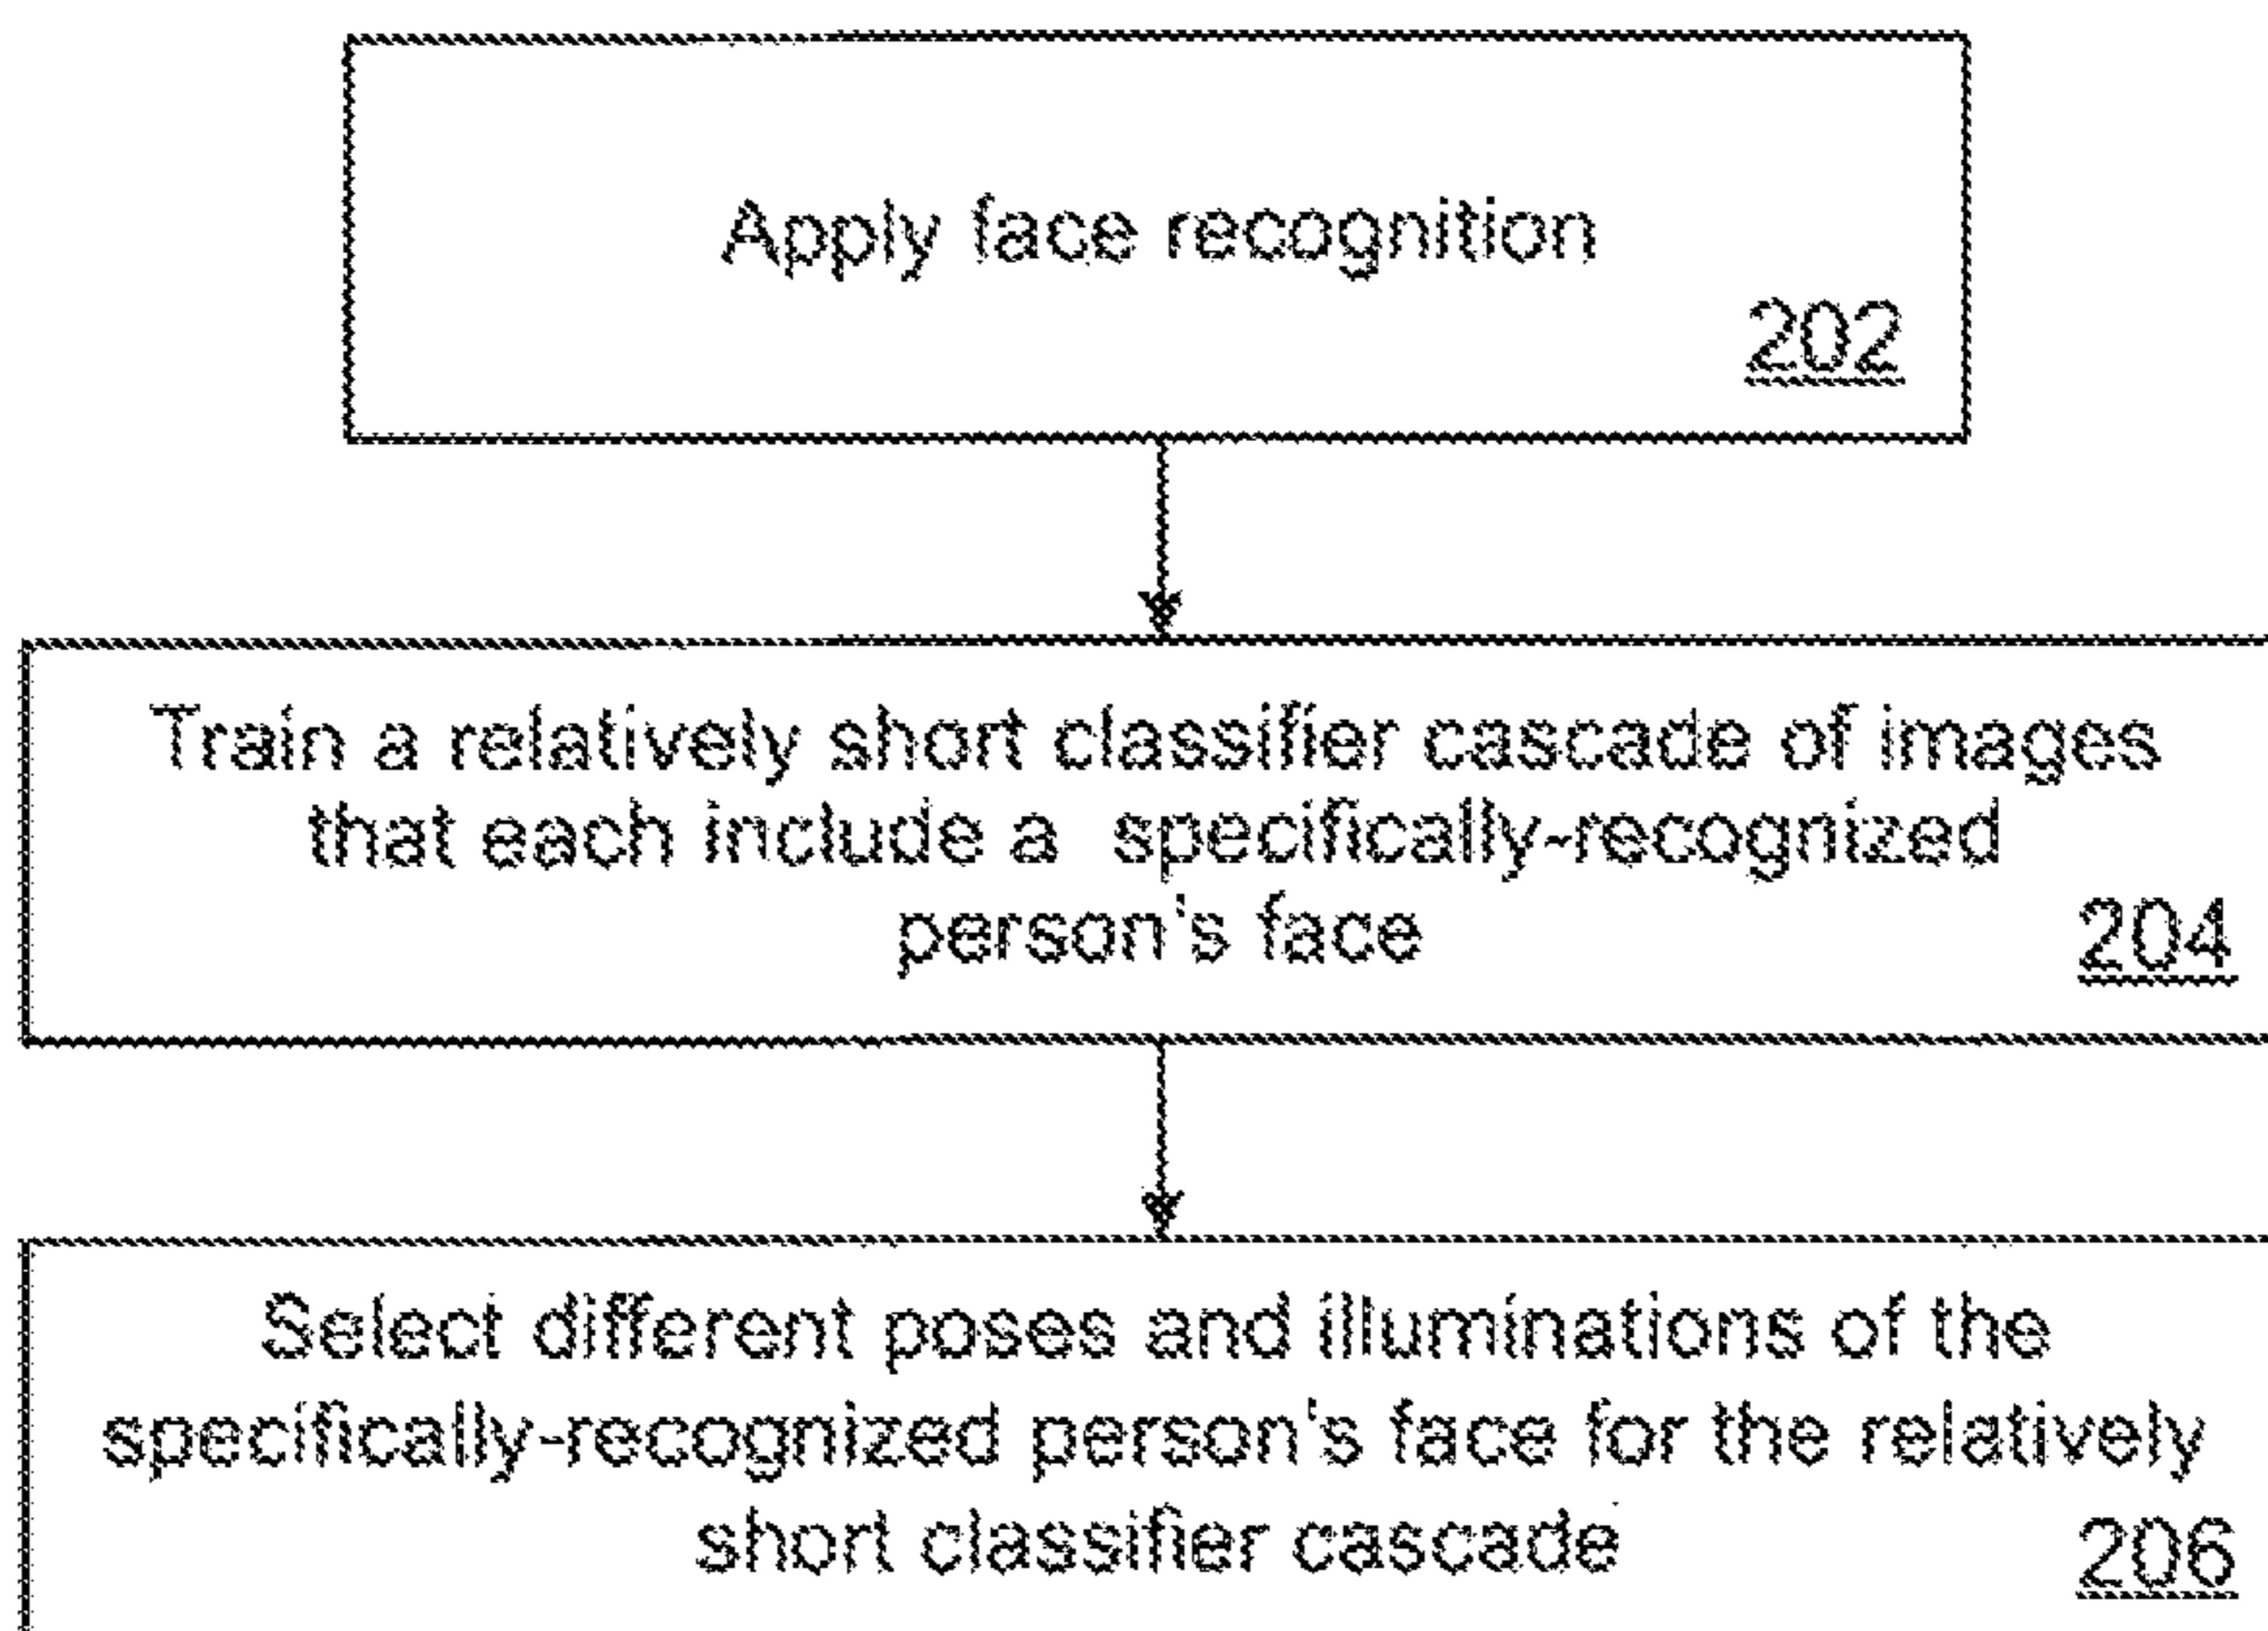 Apply face recognition
202
Train a relatively short classifier cascade of images
that each include a specifically-recognized
person's face
204
Select different poses and illuminations of the
specifically-recognized person's face for the relatively
short classifier cascade
206